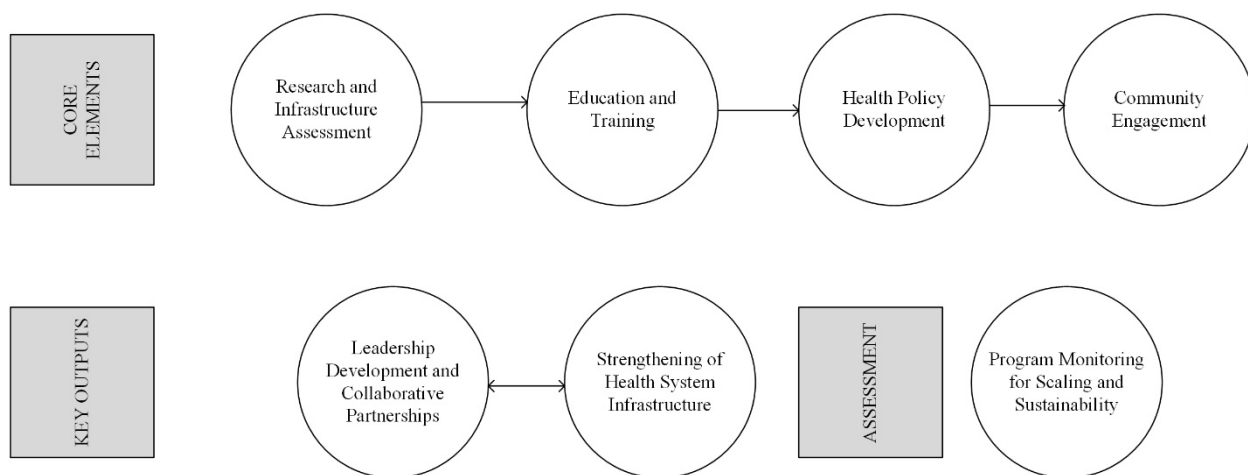 CORE
ELEMENTS
Research and
Infrastructure
Assessment
Education and
Training
Health Policy
Development
Community
Engagement
KEY OUTPUTS
Leadership
Development and
Collaborative
Partnerships
Strengthening of
Health System
Infrastructure
ASSESSMENT
Program Monitoring
for Scaling and
Sustainability